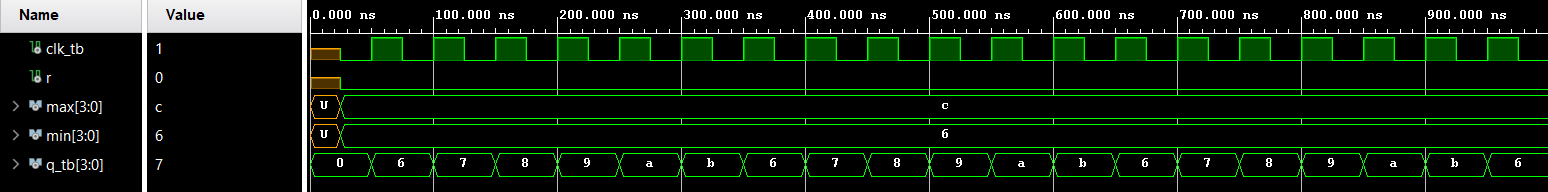 Name Value 0.000 ns 100.000 ns 200.000 ns 300.000 ns 400.000 ns 500.000 ns 600.000 ns 700.000 ns 800.000 ns 900.000 ns
clk_tb 1
r 0
max[3:0] c U c
min[3:0] 6 U 6
q_tb[3:0] 7 0 6 7 8 9 a b 6 7 8 9 a b 6 7 8 9 a b 6